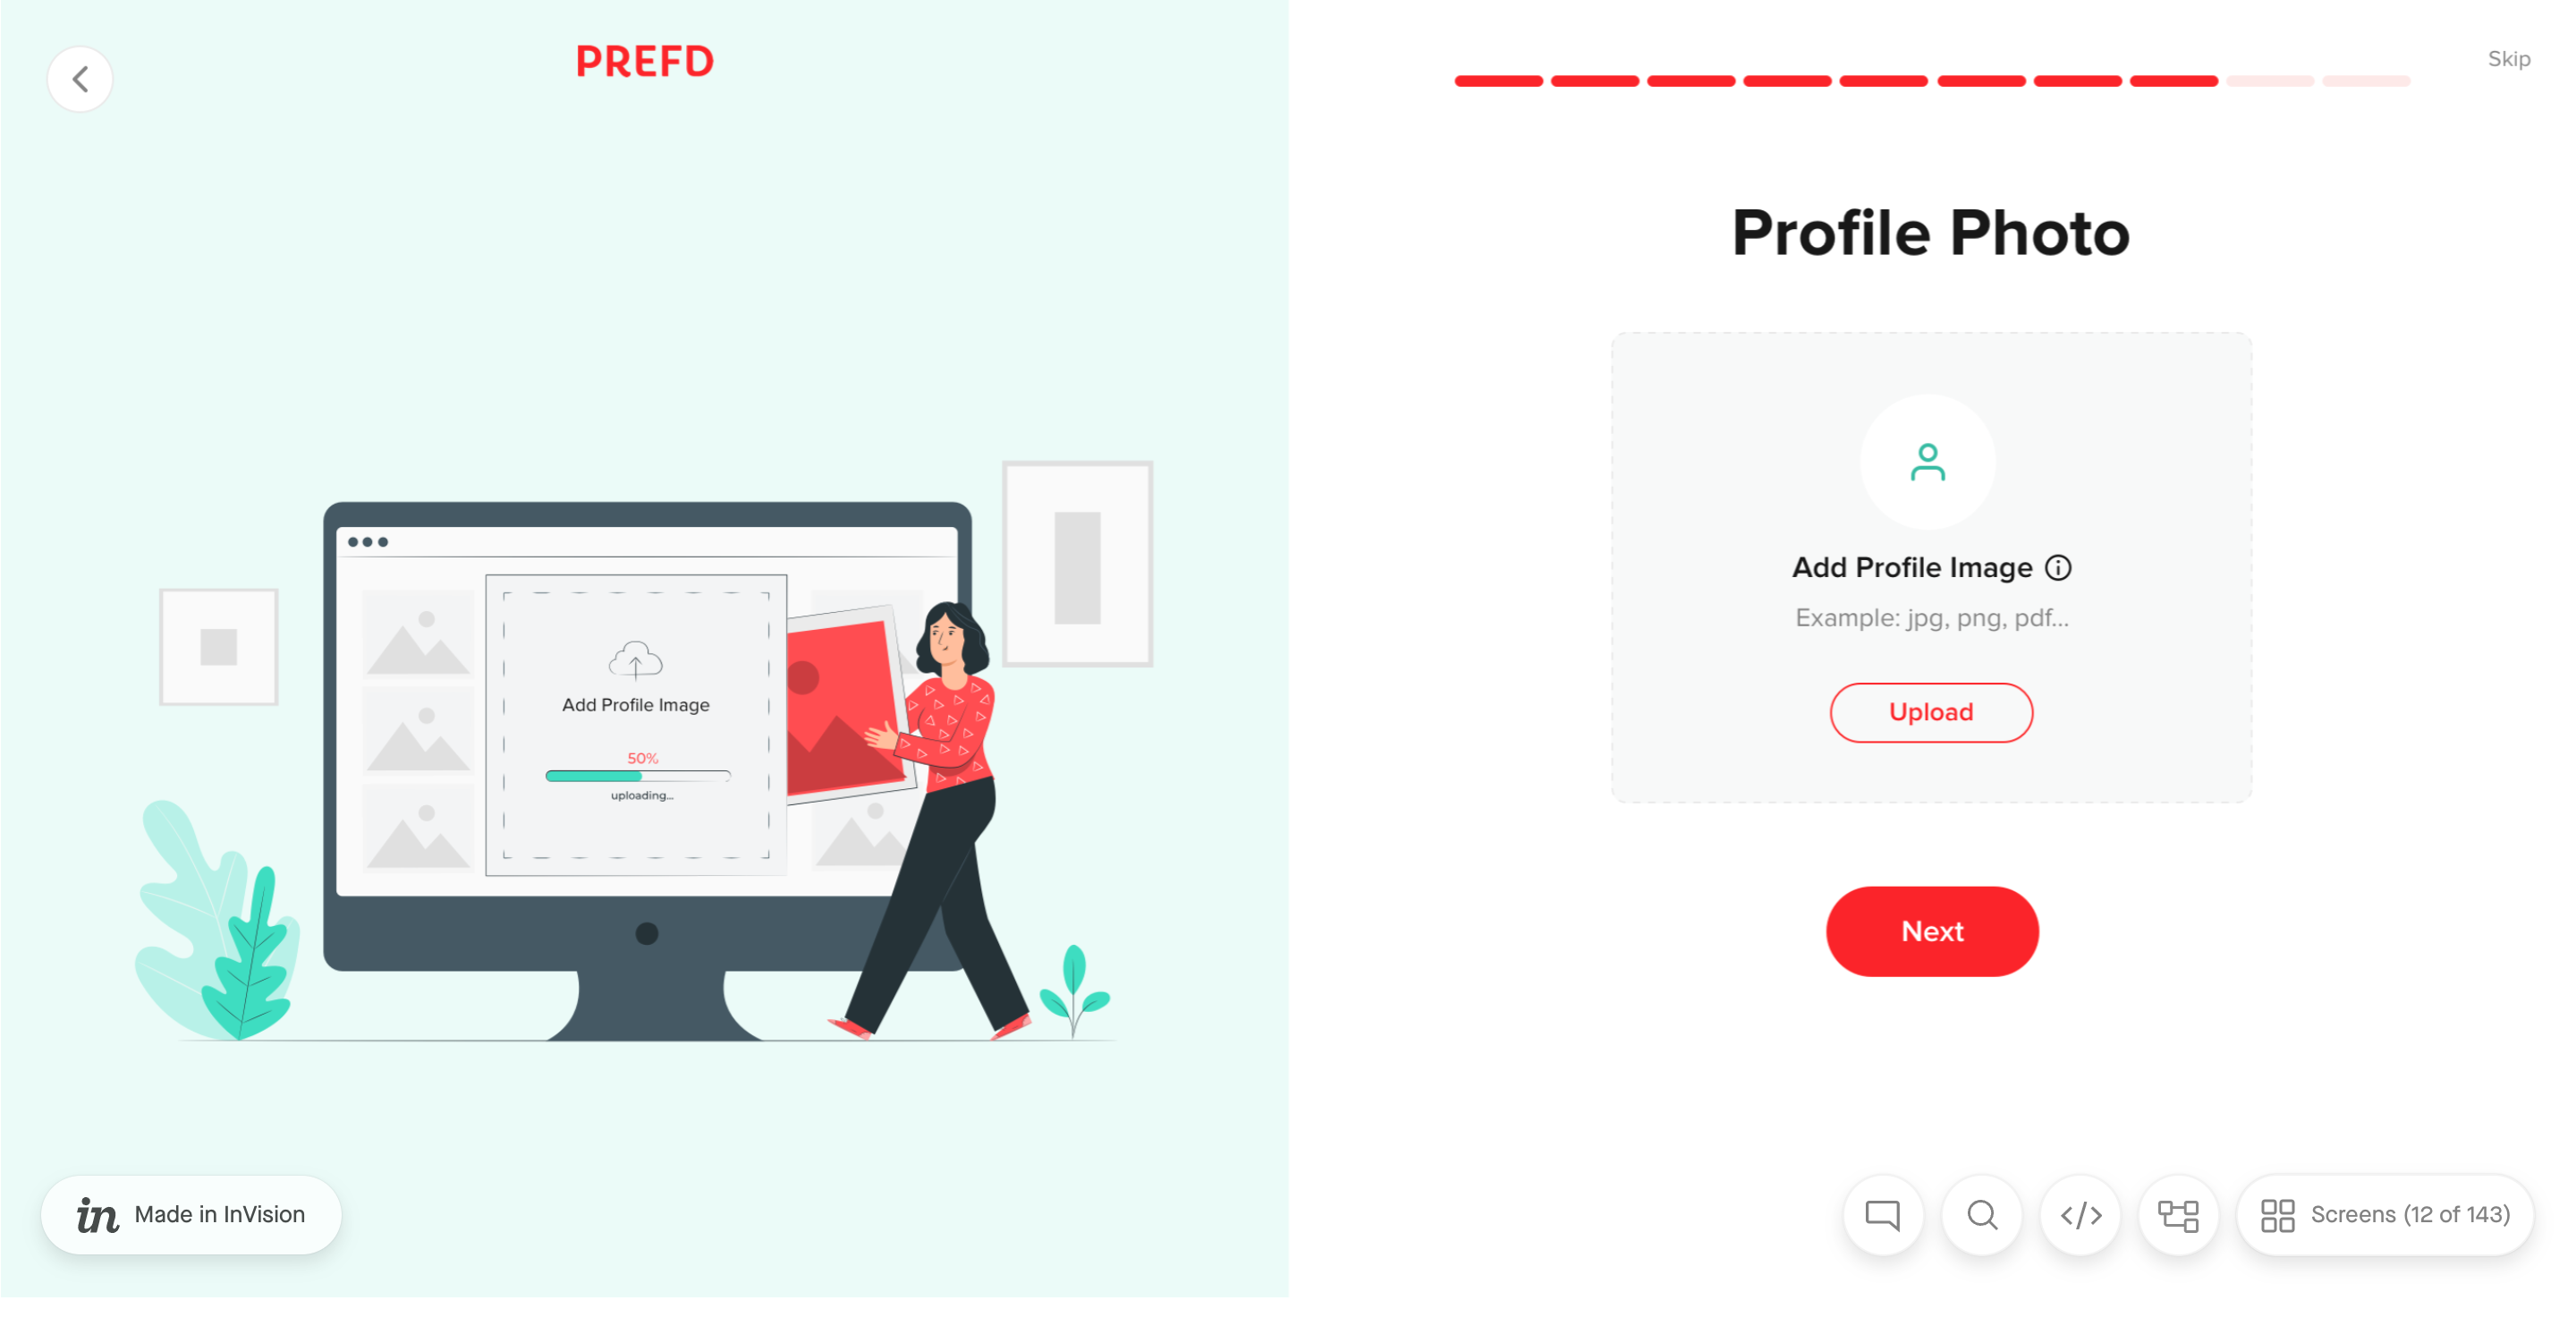 PREFD
Add Profile Image
50%
uploading...
in Made in InVision
Skip
Profile Photo
Add Profile Image
Example: jpg, png, pdf...
Upload
Next
Screens (12 of 143)